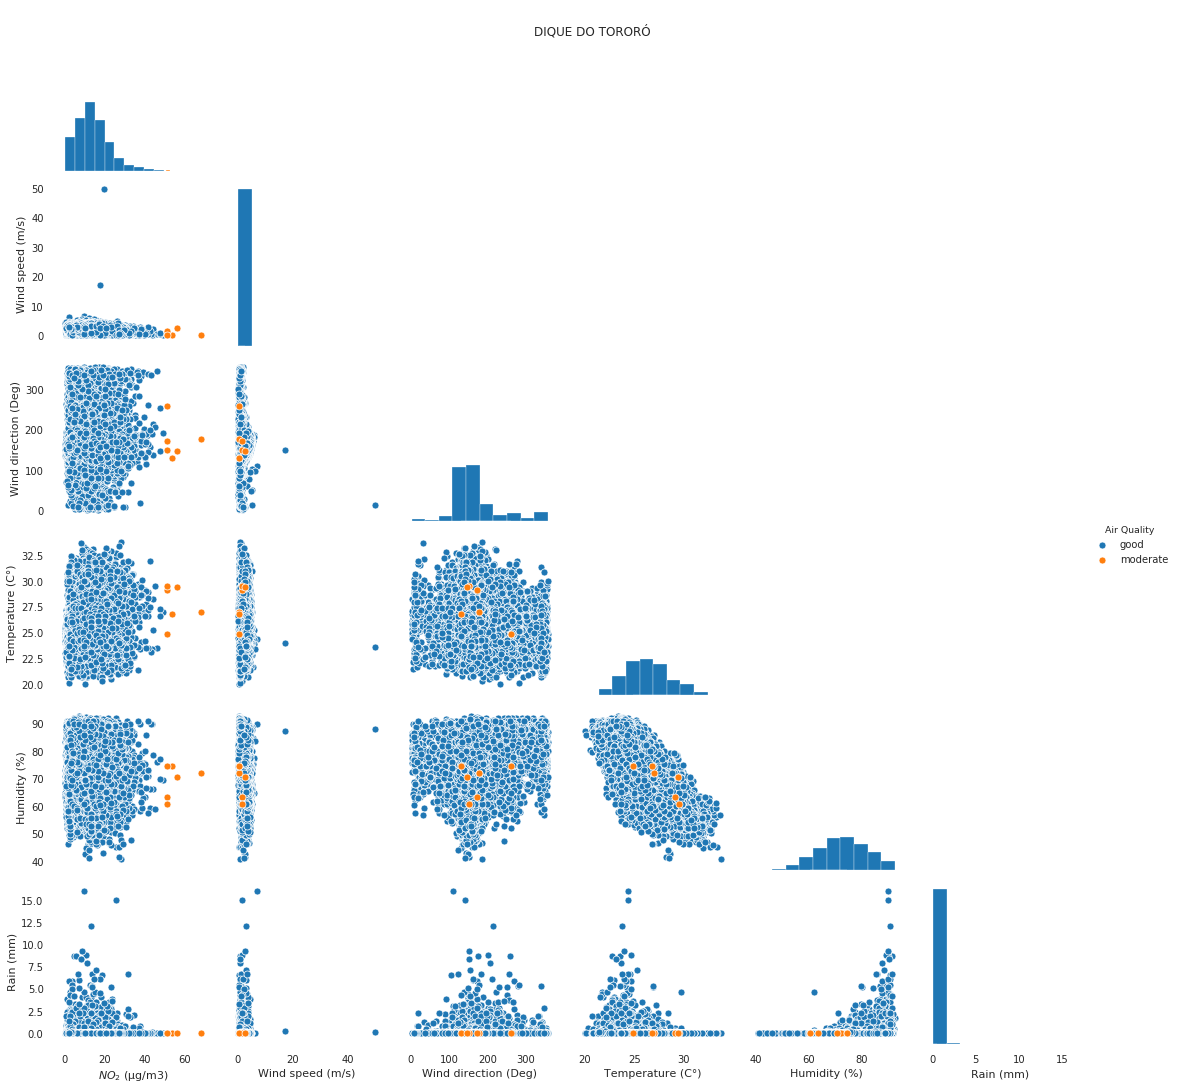 DIQUE DO TORORÓ
50
40
30
20
10
0
Wind speed (m/s)
300
200
100
0
Wind direction (Deg)
Air Quality
good
moderate
32.5
30.0
27.5
25.0
22.5
20.0
Temperature (C°)
90
80
70
60
50
40
Humidity (%)
15.0
12.5
10.0
7.5
5.0
2.5
0.0
Rain (mm)
0 20 40 60 0 20 40 0 100 200 300 20 25 30 40 60 80 0 5 10 15
NO₂ (µg/m3) Wind speed (m/s) Wind direction (Deg) Temperature (C°) Humidity (%) Rain (mm)